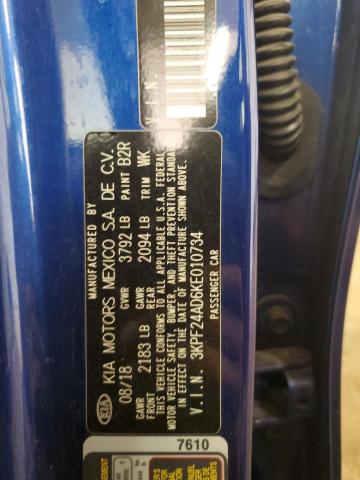 MANUFACTURED BY
KIA KIA MOTORS MEXICO S.A. DE C.V.
08/18 GVWR 3792 LB PAINT B2R
GAWR FRONT 2183 LB GAWR REAR 2094 LB TRIM WK
THIS VEHICLE CONFORMS TO ALL APPLICABLE U.S.A. FEDERAL
MOTOR VEHICLE SAFETY, BUMPER, AND THEFT PREVENTION STANDARDS
IN EFFECT ON THE DATE OF MANUFACTURE SHOWN ABOVE.
V.I.N. 3KPF24AD6KE010734
PASSENGER CAR
V.I.N.
7610